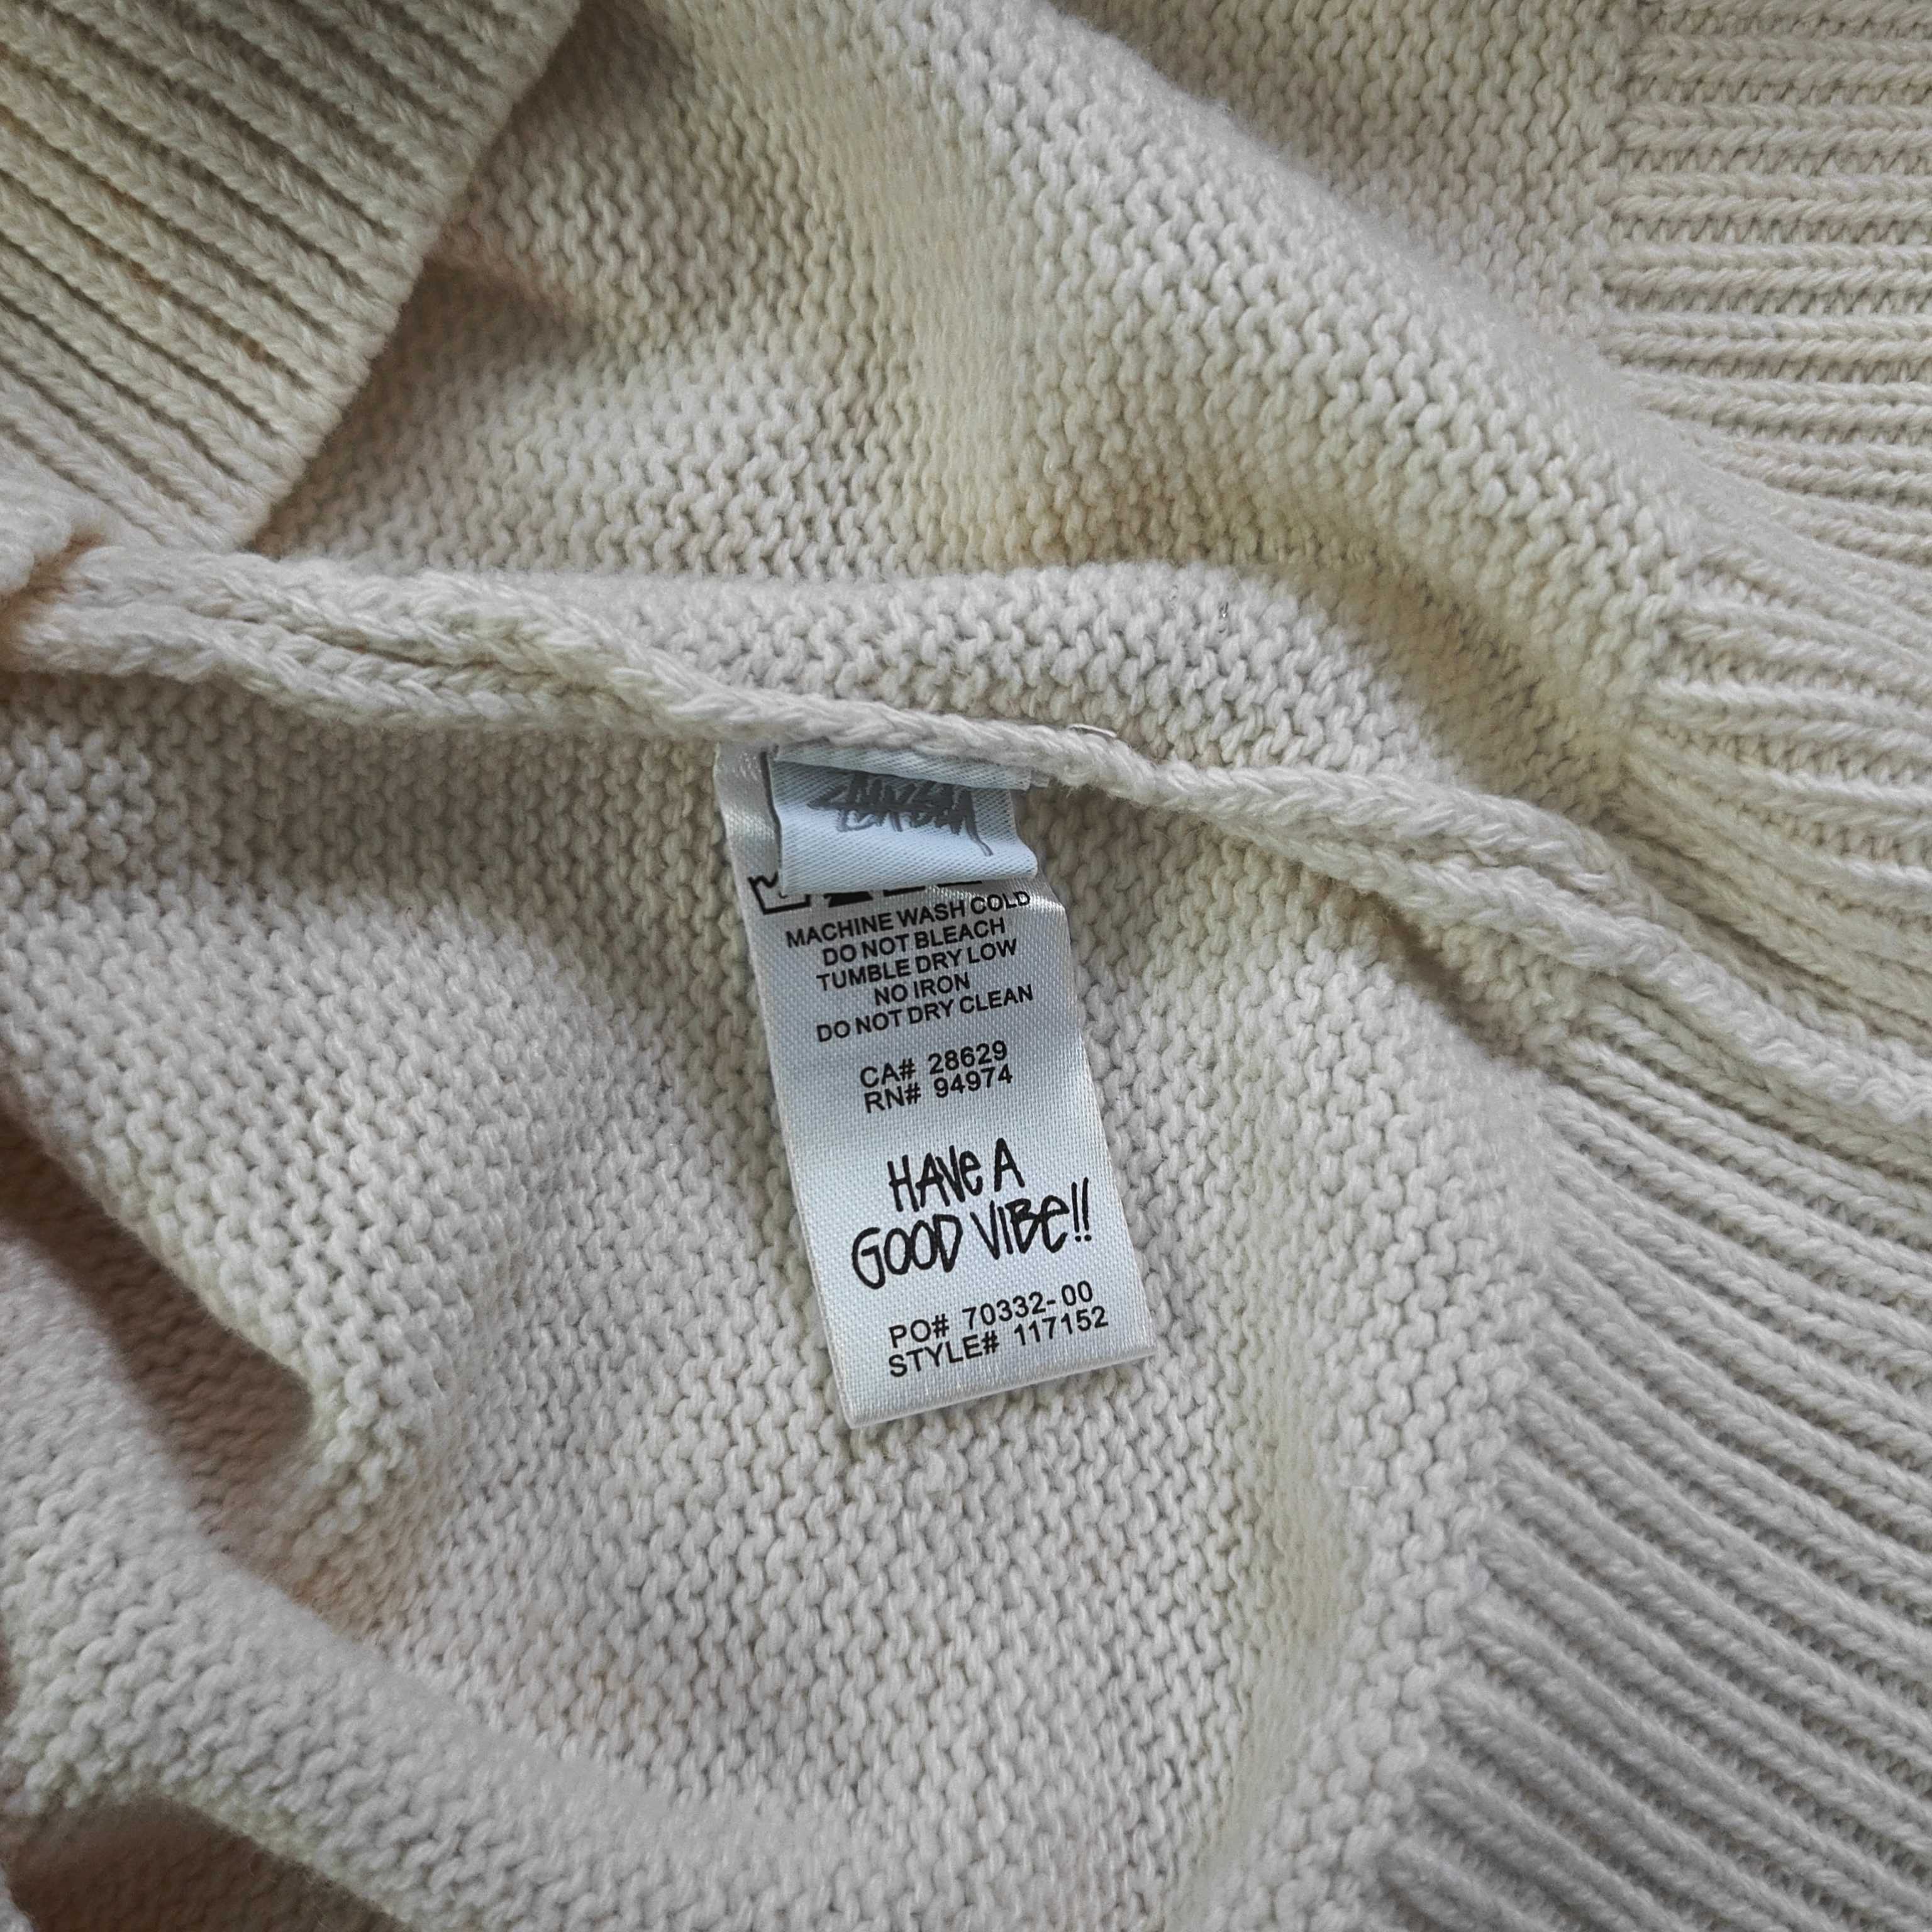 MACHINE WASH COLD
DO NOT BLEACH
TUMBLE DRY LOW
NO IRON
DO NOT DRY CLEAN
CA# 28629
RN# 94974
HAVe A
GOOD VIBe!!
PO# 70332-00
STYLE# 117152